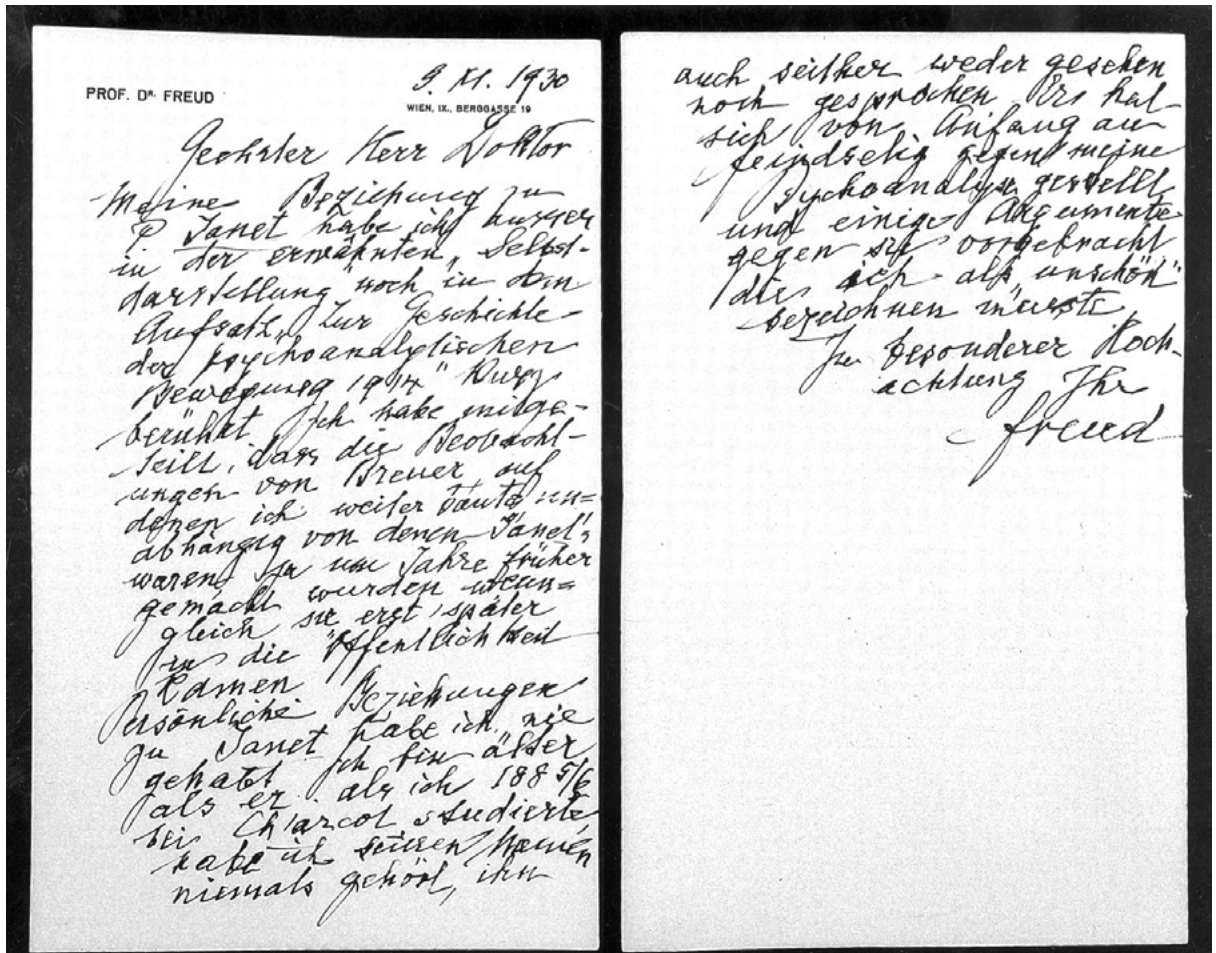 9. XI. 1930
PROF. DR. FREUD
WIEN, IX., BERGGASSE 19
Geehrter Herr Doktor
Meine Beziehung zu
P. Janet habe ich ausser
in der erwähnten „Selbst-
darstellung" noch in dem
Aufsatz „Zur Geschichte
der psychoanalytischen
Bewegung 1914" kurz
berührt. Ich habe mitge-
teilt, dass die Beobacht-
ungen von Breuer auf
denen ich weiter baute un=
abhängig von denen Janet's
waren, ja um Jahre früher
gemacht wurden wenn=
gleich sie erst später
in die Öffentlichkeit
kamen
Persönliche Beziehungen
zu Janet habe ich nie
gehabt. Ich bin älter
als er. als ich 1885/6
bei Charcot studierte,
habe ich seinen Namen
niemals gehört, ihn
auch seither weder gesehen
noch gesprochen. Er hat
sich von Anfang an
feindselig gegen meine
Psychoanalyse gestellt
und einige Argumente
gegen sie vorgebracht
die ich als „unschön"
bezeichnen musste
In besonderer Hoch-
achtung Ihr
Freud